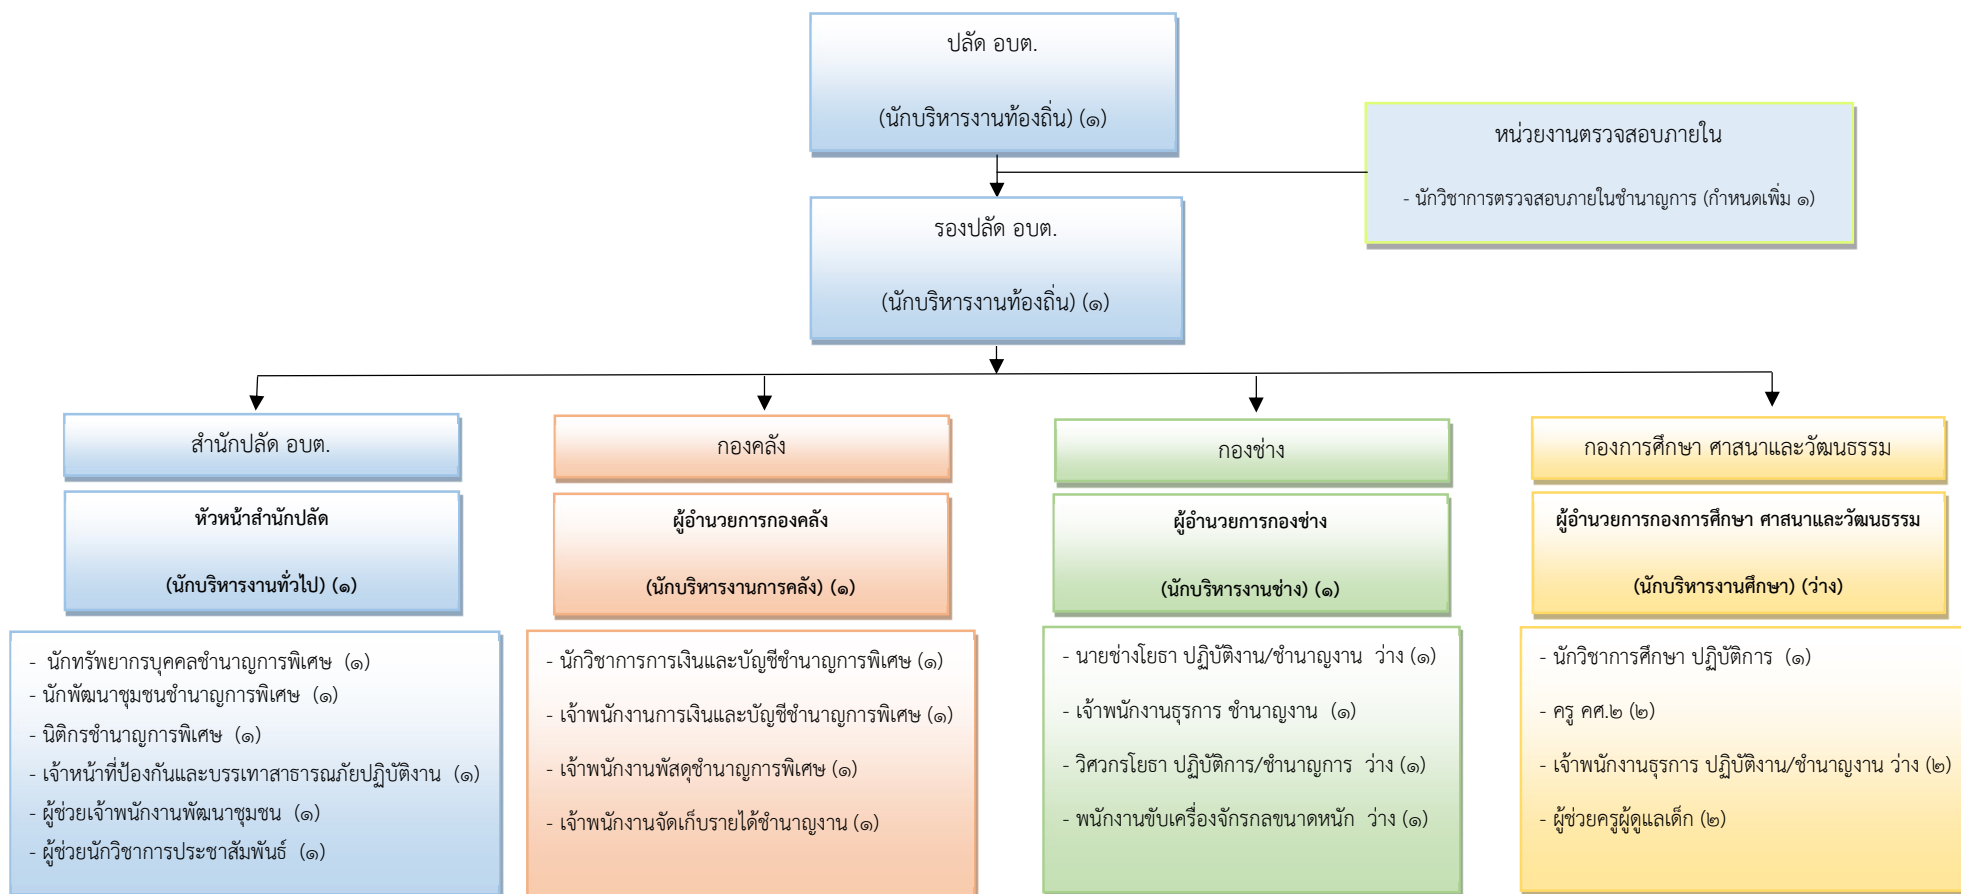 ปลัด อบต.
(นักบริหารงานท้องถิ่น) (๑)
หน่วยงานตรวจสอบภายใน
- นักวิชาการตรวจสอบภายในชำนาญการ (กำหนดเพิ่ม ๑)
รองปลัด อบต.
(นักบริหารงานท้องถิ่น) (๑)
สำนักปลัด อบต.
หัวหน้าสำนักปลัด
(นักบริหารงานทั่วไป) (๑)
- นักทรัพยากรบุคคลชำนาญการพิเศษ (๑)
- นักพัฒนาชุมชนชำนาญการพิเศษ (๑)
- นิติกรชำนาญการพิเศษ (๑)
- เจ้าหน้าที่ป้องกันและบรรเทาสาธารณภัยปฏิบัติงาน (๑)
- ผู้ช่วยเจ้าพนักงานพัฒนาชุมชน (๑)
- ผู้ช่วยนักวิชาการประชาสัมพันธ์ (๑)
กองคลัง
ผู้อำนวยการกองคลัง
(นักบริหารงานการคลัง) (๑)
- นักวิชาการการเงินและบัญชีชำนาญการพิเศษ (๑)
- เจ้าพนักงานการเงินและบัญชีชำนาญการพิเศษ (๑)
- เจ้าพนักงานพัสดุชำนาญการพิเศษ (๑)
- เจ้าพนักงานจัดเก็บรายได้ชำนาญงาน (๑)
กองช่าง
ผู้อำนวยการกองช่าง
(นักบริหารงานช่าง) (๑)
- นายช่างโยธา ปฏิบัติงาน/ชำนาญงาน ว่าง (๑)
- เจ้าพนักงานธุรการ ชำนาญงาน (๑)
- วิศวกรโยธา ปฏิบัติการ/ชำนาญการ ว่าง (๑)
- พนักงานขับเครื่องจักรกลขนาดหนัก ว่าง (๑)
กองการศึกษา ศาสนาและวัฒนธรรม
ผู้อำนวยการกองการศึกษา ศาสนาและวัฒนธรรม
(นักบริหารงานศึกษา) (ว่าง)
- นักวิชาการศึกษา ปฏิบัติการ (๑)
- ครู คศ.๒ (๒)
- เจ้าพนักงานธุรการ ปฏิบัติงาน/ชำนาญงาน ว่าง (๒)
- ผู้ช่วยครูผู้ดูแลเด็ก (๒)